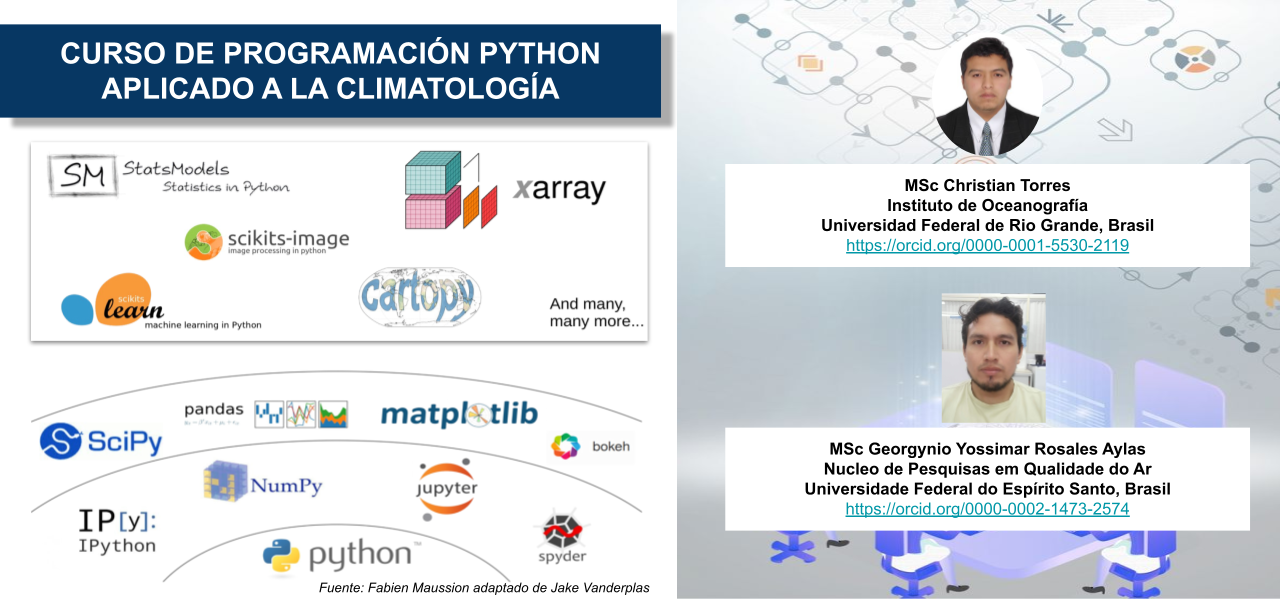 CURSO DE PROGRAMACIÓN PYTHON
APLICADO A LA CLIMATOLOGÍA
SM StatsModels
Statistics in Python
xarray
scikits-image
image processing in python
scikits
learn
machine learning in Python
cartopy
And many,
many more...
pandas
matplotlib
SciPy
bokeh
NumPy
jupyter
IP[y]:
IPython
python™
spyder
Fuente: Fabien Maussion adaptado de Jake Vanderplas
MSc Christian Torres
Instituto de Oceanografía
Universidad Federal de Rio Grande, Brasil
https://orcid.org/0000-0001-5530-2119
MSc Georgynio Yossimar Rosales Aylas
Nucleo de Pesquisas em Qualidade do Ar
Universidade Federal do Espírito Santo, Brasil
https://orcid.org/0000-0002-1473-2574